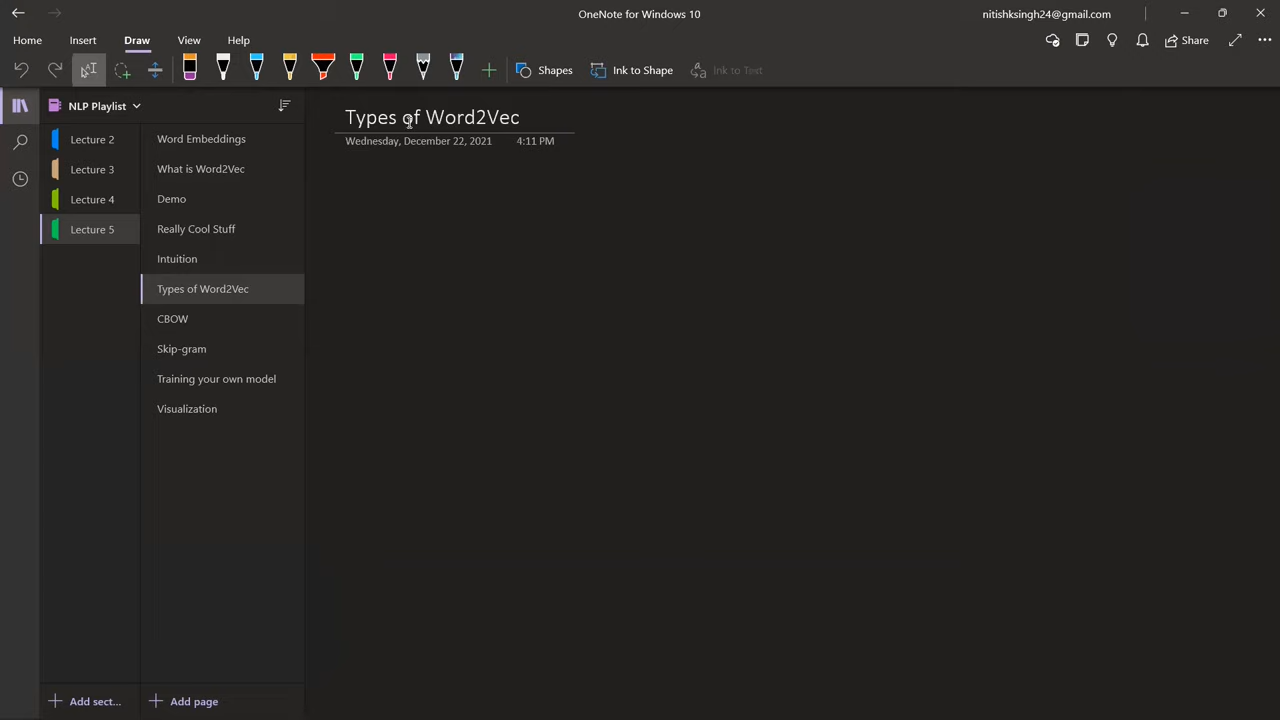 OneNote for Windows 10
nitishksingh24@gmail.com
Home
Insert
Draw
View
Help
Share
Shapes
Ink to Shape
Ink to Text
NLP Playlist
Lecture 2
Lecture 3
Lecture 4
Lecture 5
Word Embeddings
What is Word2Vec
Demo
Really Cool Stuff
Intuition
Types of Word2Vec
CBOW
Skip-gram
Training your own model
Visualization
Add sect...
Add page
Types of Word2Vec
Wednesday, December 22, 2021 4:11 PM